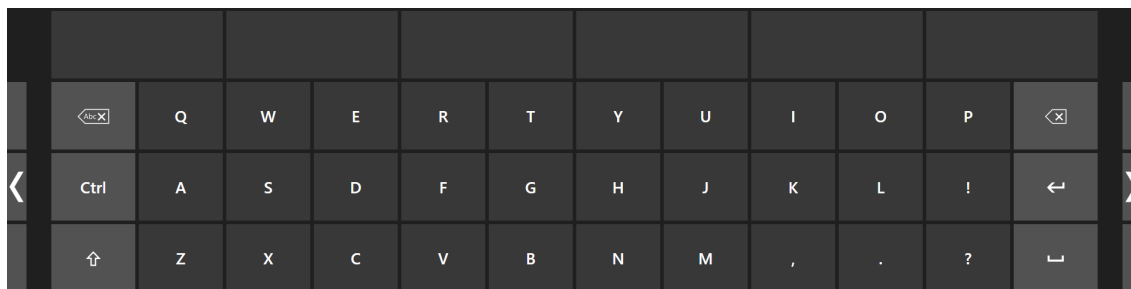 Abc Q W E R T Y U I O P
Ctrl A S D F G H J K L !
Z X C V B N M , . ?